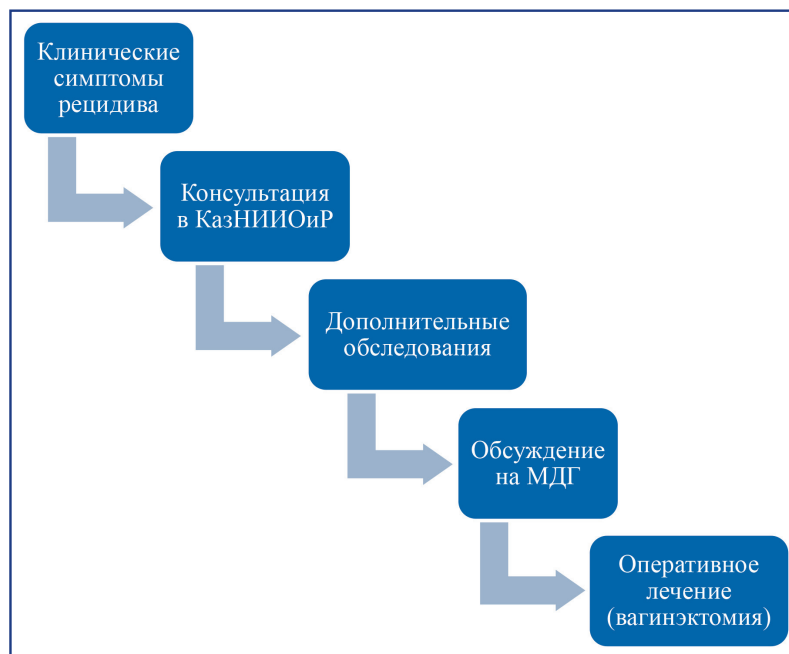 Клинические
симптомы
рецидива
Консультация
в КазНИИОиР
Дополнительные
обследования
Обсуждение
на МДГ
Оперативное
лечение
(вагинэктомия)